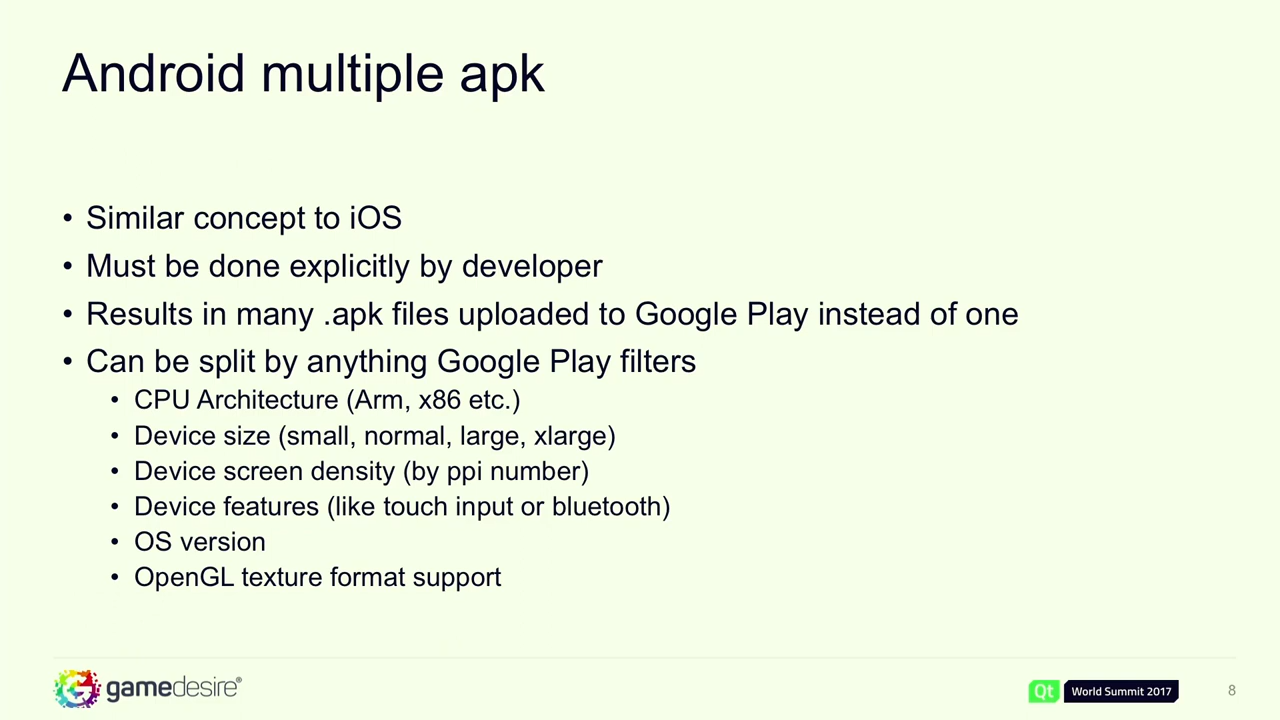 Android multiple apk
• Similar concept to iOS
• Must be done explicitly by developer
• Results in many .apk files uploaded to Google Play instead of one
• Can be split by anything Google Play filters
• CPU Architecture (Arm, x86 etc.)
• Device size (small, normal, large, xlarge)
• Device screen density (by ppi number)
• Device features (like touch input or bluetooth)
• OS version
• OpenGL texture format support
gamedesire®
Qt World Summit 2017
8